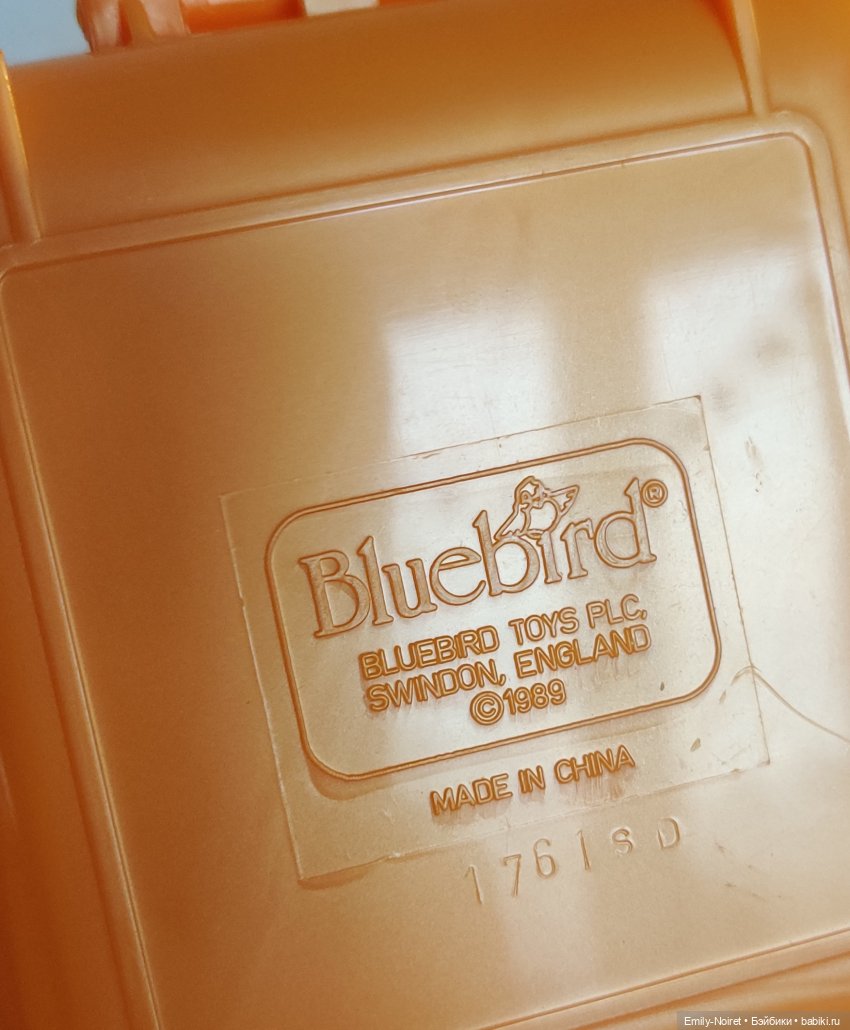 Bluebird®
BLUEBIRD TOYS PLC,
SWINDON, ENGLAND
©1989
MADE IN CHINA
1761SD
Emily-Noiret • Бэйбики • babiki.ru